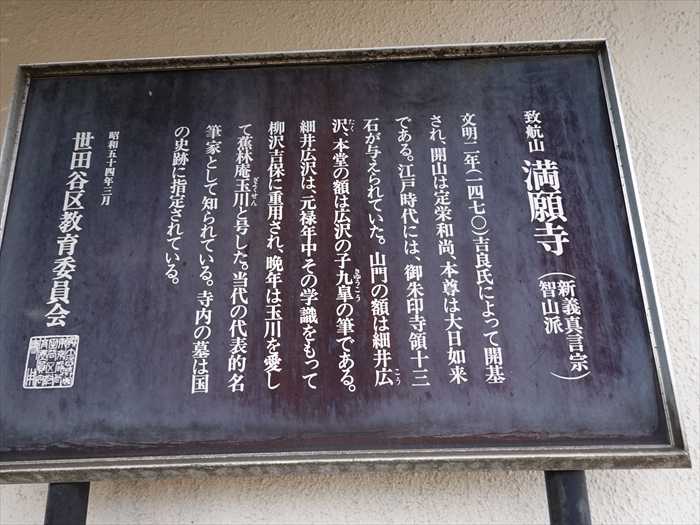 致航山 満願寺 (新義真言宗 智山派)
文明二年(一四七〇)吉良氏によって開基
され、開山は定栄和尚、本尊は大日如来
である。江戸時代には、御朱印寺領十三
石が与えられていた。山門の額は細井広
沢、本堂の額は広沢の子九皐の筆である。
細井広沢は、元禄年中その学識をもって
柳沢吉保に重用され、晩年は玉川を愛し
て蕉林庵玉川と号した。当代の代表的名
筆家として知られている。寺内の墓は国
の史跡に指定されている。
昭和五十四年三月
世田谷区教育委員会